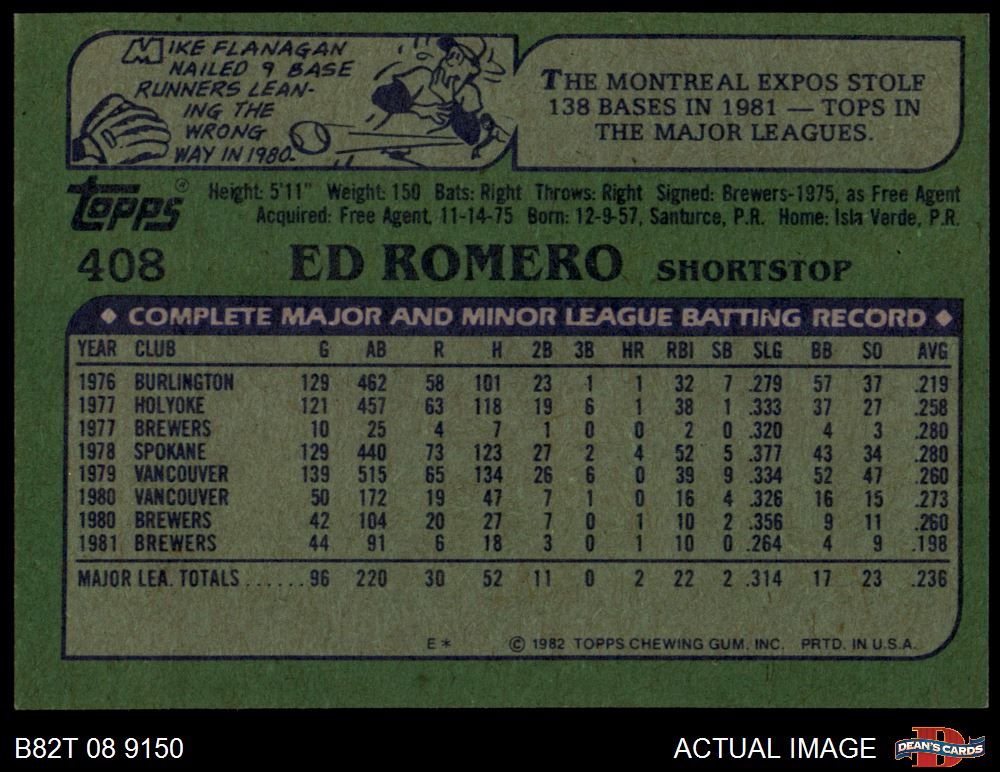 MIKE FLANAGAN
NAILED 9 BASE
RUNNERS LEAN-
ING THE
WRONG
WAY IN 1980.
THE MONTREAL EXPOS STOLE
138 BASES IN 1981 — TOPS IN
THE MAJOR LEAGUES.
Topps ®
Height: 5'11" Weight: 150 Bats: Right Throws: Right Signed: Brewers-1975, as Free Agent
Acquired: Free Agent, 11-14-75 Born: 12-9-57, Santurce, P.R. Home: Isla Verde, P.R.
408 ED ROMERO SHORTSTOP
◆ COMPLETE MAJOR AND MINOR LEAGUE BATTING RECORD ◆
YEAR CLUB G AB R H 2B 3B HR RBI SB SLG BB SO AVG
1976 BURLINGTON 129 462 58 101 23 1 1 32 7 .279 57 37 .219
1977 HOLYOKE 121 457 63 118 19 6 1 38 1 .333 37 27 .258
1977 BREWERS 10 25 4 7 1 0 0 2 0 .320 4 3 .280
1978 SPOKANE 129 440 73 123 27 2 4 52 5 .377 43 34 .280
1979 VANCOUVER 139 515 65 134 26 6 0 39 9 .334 52 47 .260
1980 VANCOUVER 50 172 19 47 7 1 0 16 4 .326 16 15 .273
1980 BREWERS 42 104 20 27 7 0 1 10 2 .356 9 11 .260
1981 BREWERS 44 91 6 18 3 0 1 10 0 .264 4 9 .198
MAJOR LEA. TOTALS ...... 96 220 30 52 11 0 2 22 2 .314 17 23 .236
E * © 1982 TOPPS CHEWING GUM, INC. PRTD. IN U.S.A.
B82T 08 9150 ACTUAL IMAGE DEAN'S CARDS